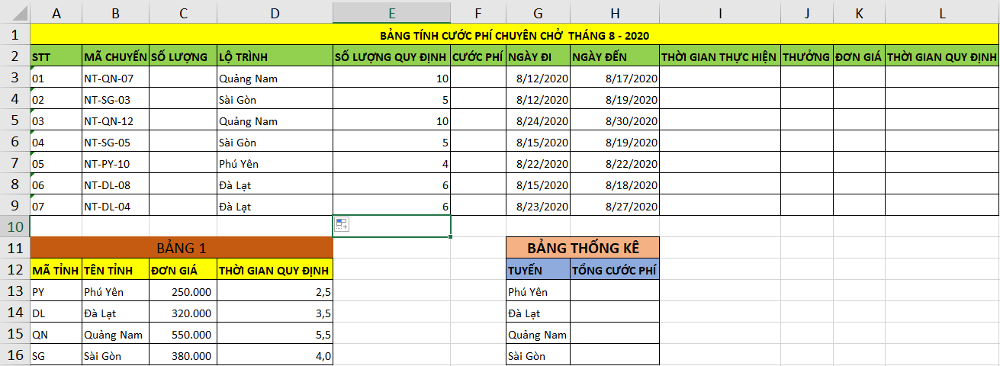 A B C D E F G H I J K L
1 BẢNG TÍNH CƯỚC PHÍ CHUYÊN CHỞ THÁNG 8 - 2020
2 STT MÃ CHUYẾN SỐ LƯỢNG LỘ TRÌNH SỐ LƯỢNG QUY ĐỊNH CƯỚC PHÍ NGÀY ĐI NGÀY ĐẾN THỜI GIAN THỰC HIỆN THƯỞNG ĐƠN GIÁ THỜI GIAN QUY ĐỊNH
3 01 NT-QN-07 Quảng Nam 10 8/12/2020 8/17/2020
4 02 NT-SG-03 Sài Gòn 5 8/12/2020 8/19/2020
5 03 NT-QN-12 Quảng Nam 10 8/24/2020 8/30/2020
6 04 NT-SG-05 Sài Gòn 5 8/15/2020 8/19/2020
7 05 NT-PY-10 Phú Yên 4 8/22/2020 8/22/2020
8 06 NT-DL-08 Đà Lạt 6 8/15/2020 8/18/2020
9 07 NT-DL-04 Đà Lạt 6 8/23/2020 8/27/2020
10
11 BẢNG 1 BẢNG THỐNG KÊ
12 MÃ TỈNH TÊN TỈNH ĐƠN GIÁ THỜI GIAN QUY ĐỊNH TUYẾN TỔNG CƯỚC PHÍ
13 PY Phú Yên 250.000 2,5 Phú Yên
14 DL Đà Lạt 320.000 3,5 Đà Lạt
15 QN Quảng Nam 550.000 5,5 Quảng Nam
16 SG Sài Gòn 380.000 4,0 Sài Gòn